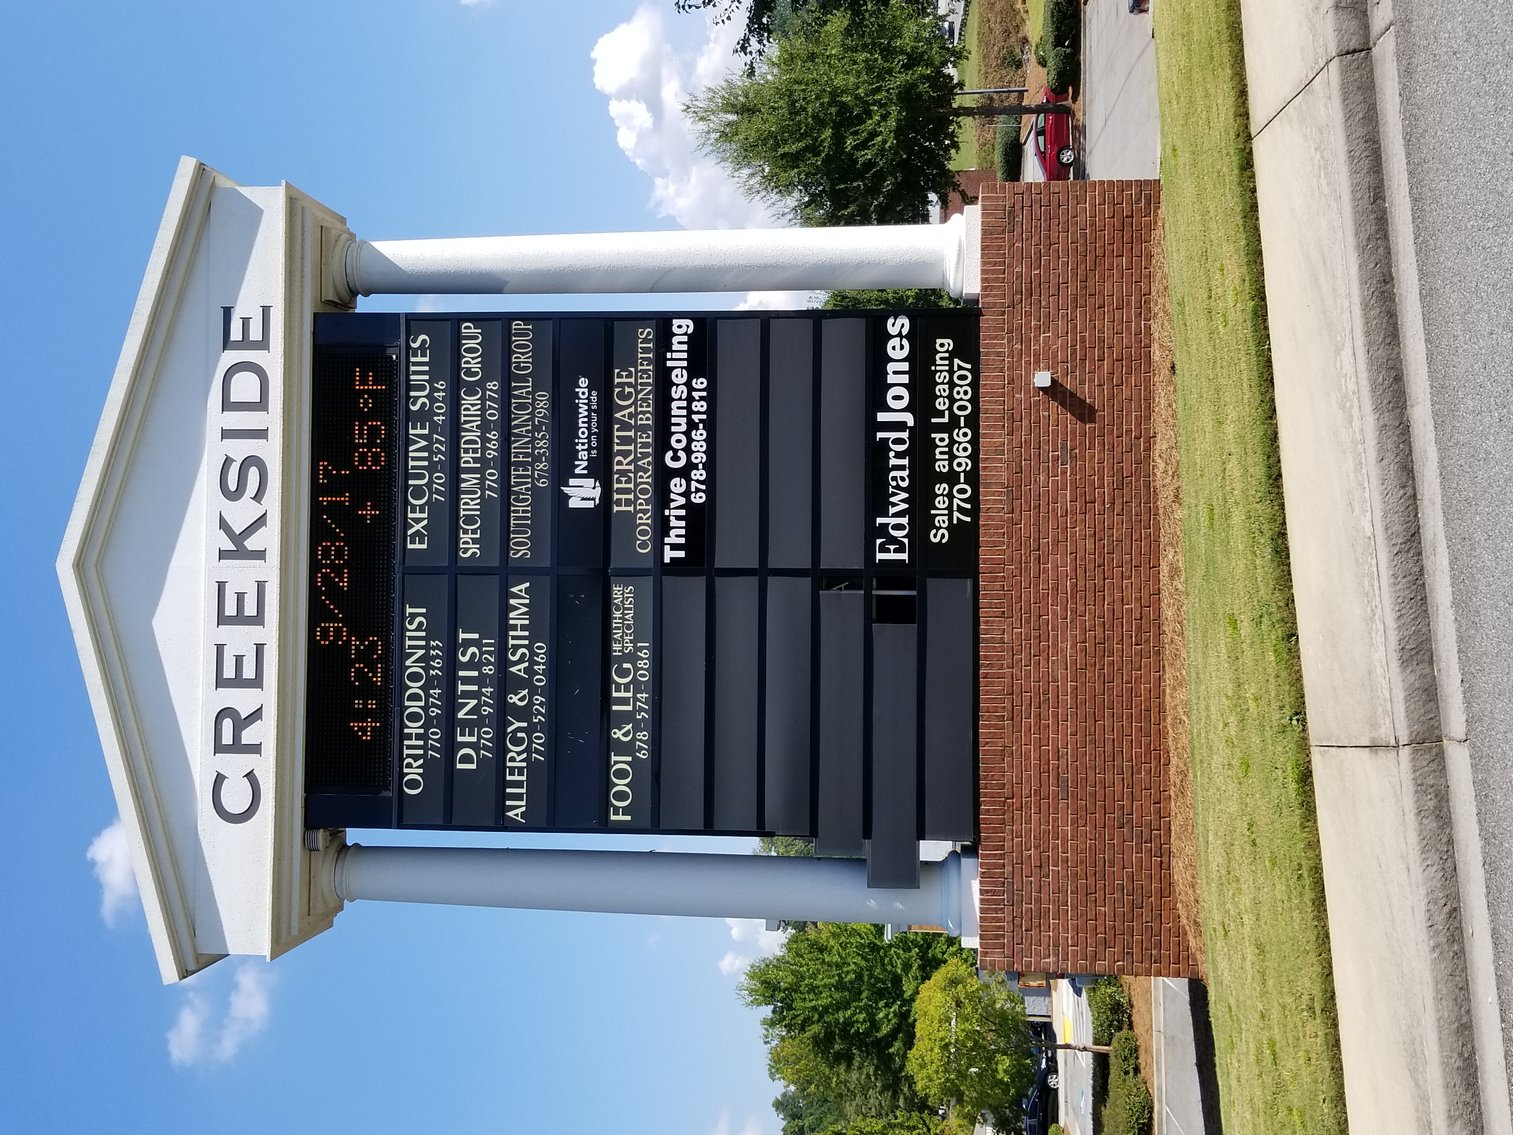 CREEKSIDE
9/28/17
4:23 + 85°F
ORTHODONTIST
770-974-3633
DENTIST
770-974-8211
ALLERGY & ASTHMA
770-529-0460
FOOT & LEG HEALTHCARE SPECIALISTS
678-574-0861
EXECUTIVE SUITES
770-527-4046
SPECTRUM PEDIATRIC GROUP
770-966-0778
SOUTHGATE FINANCIAL GROUP
678-385-7980
Nationwide
is on your side
HERITAGE
CORPORATE BENEFITS
Thrive Counseling
678-986-1816
Edward Jones
Sales and Leasing
770-966-0807